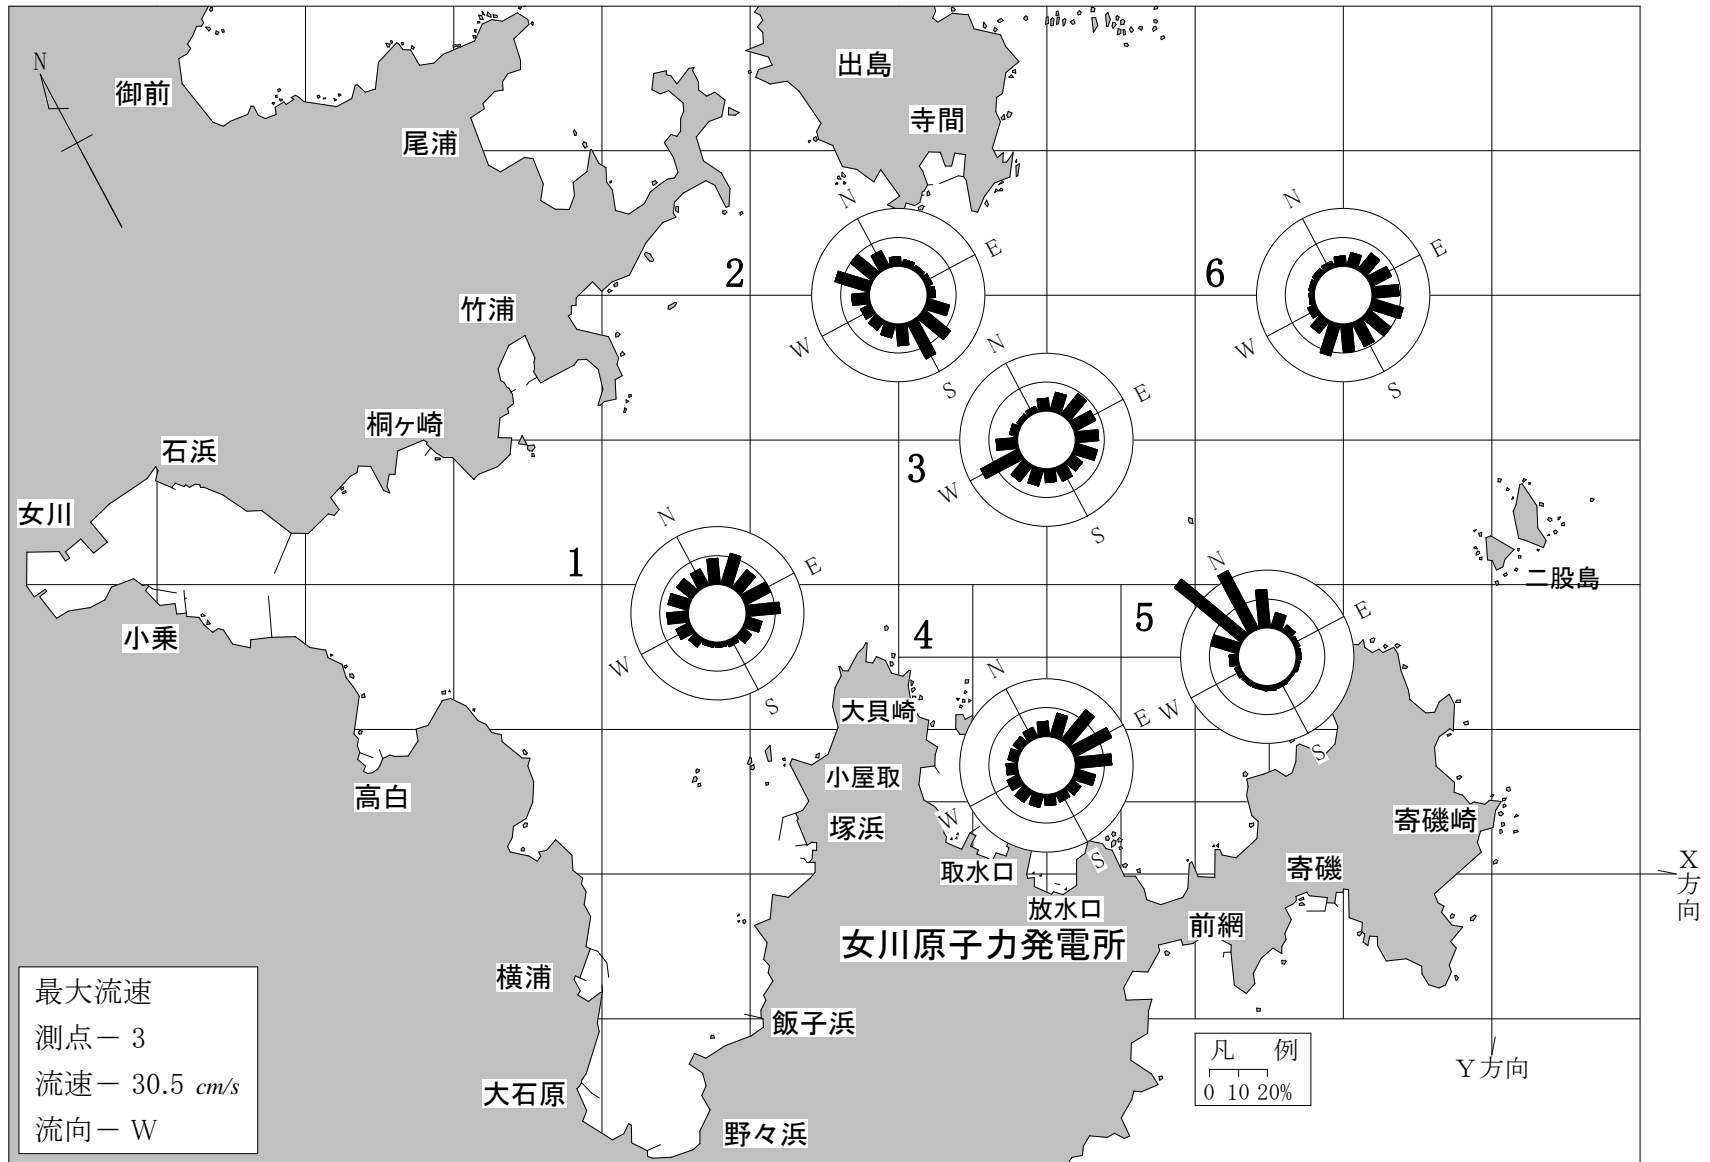 N
御前
尾浦
出島
寺間
竹浦
桐ヶ崎
石浜
女川
小乗
高白
横浦
大石原
野々浜
飯子浜
塚浜
小屋取
大貝崎
取水口
放水口
女川原子力発電所
前網
寄磯
寄磯崎
二股島
1
N
E
S
W
2
N
E
S
W
3
N
E
S
W
4
N
E
S
W
5
N
E
S
W
6
N
E
S
W
X方向
Y方向
凡 例
0 10 20%
最大流速
測点－ 3
流速－ 30.5 cm/s
流向－ W